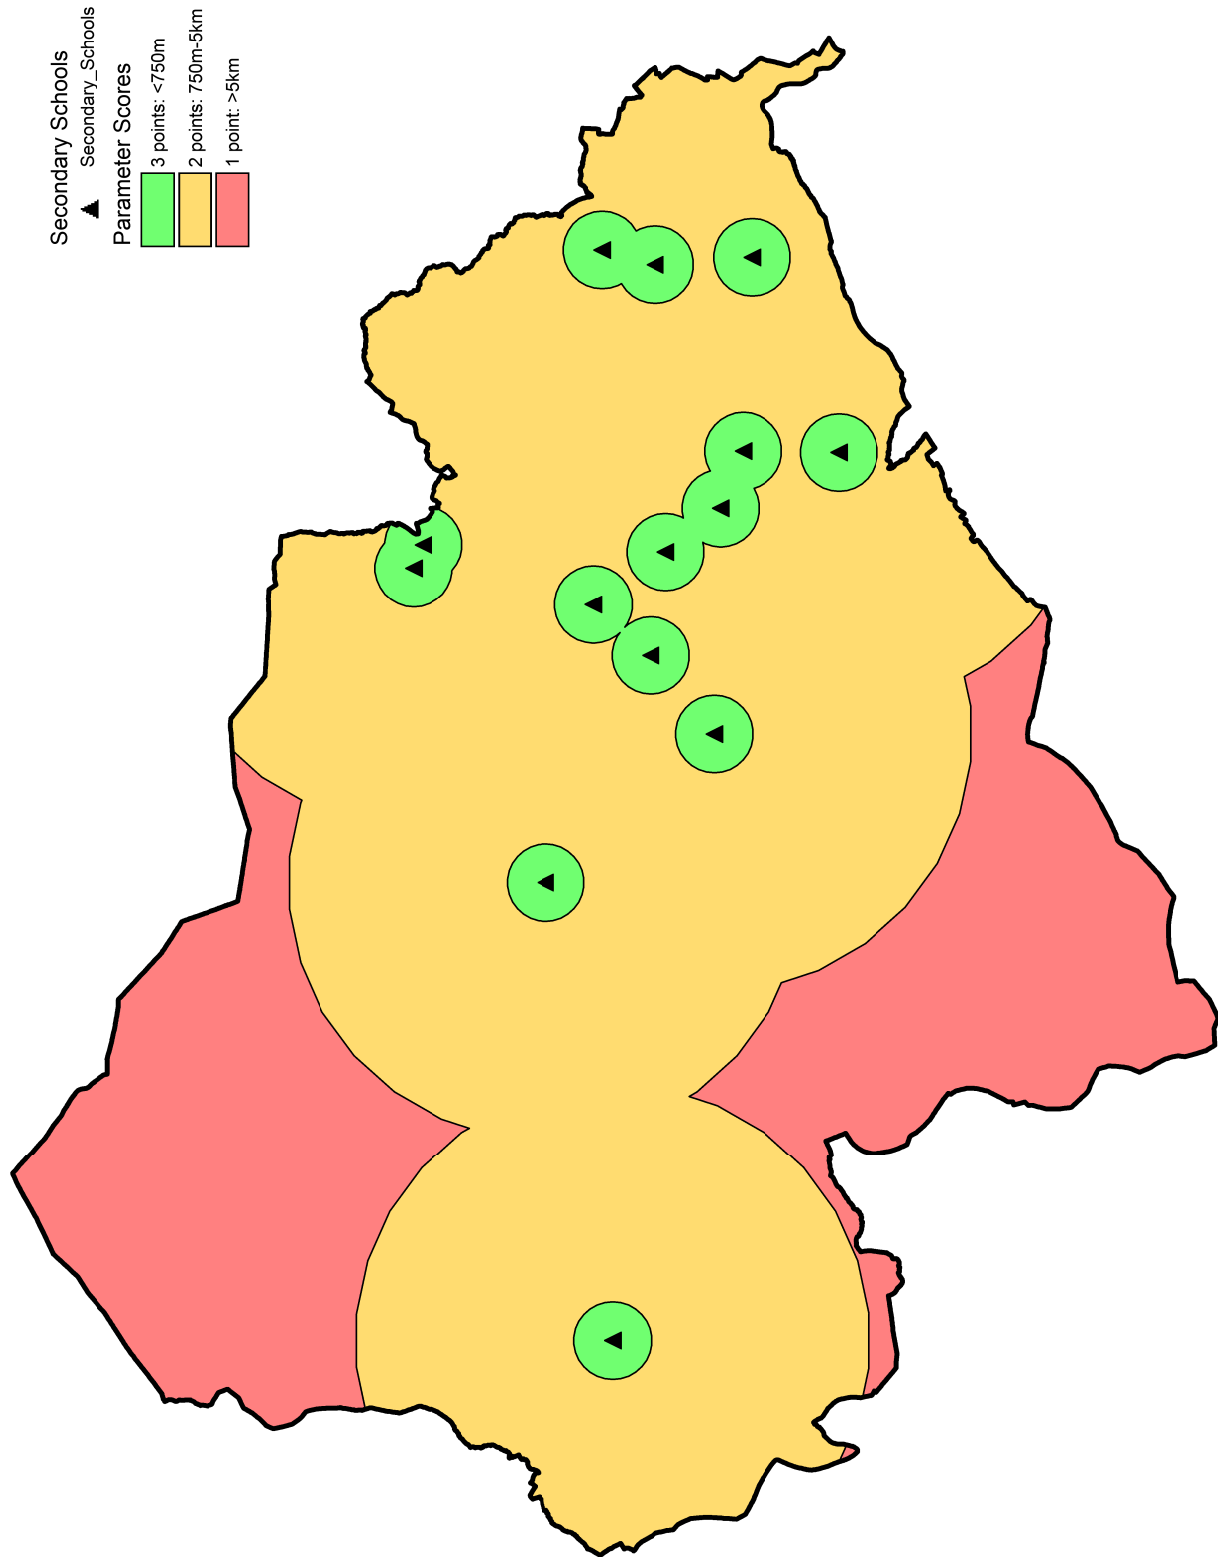 Secondary Schools
Secondary_Schools
Parameter Scores
3 points: <750m
2 points: 750m-5km
1 point: >5km